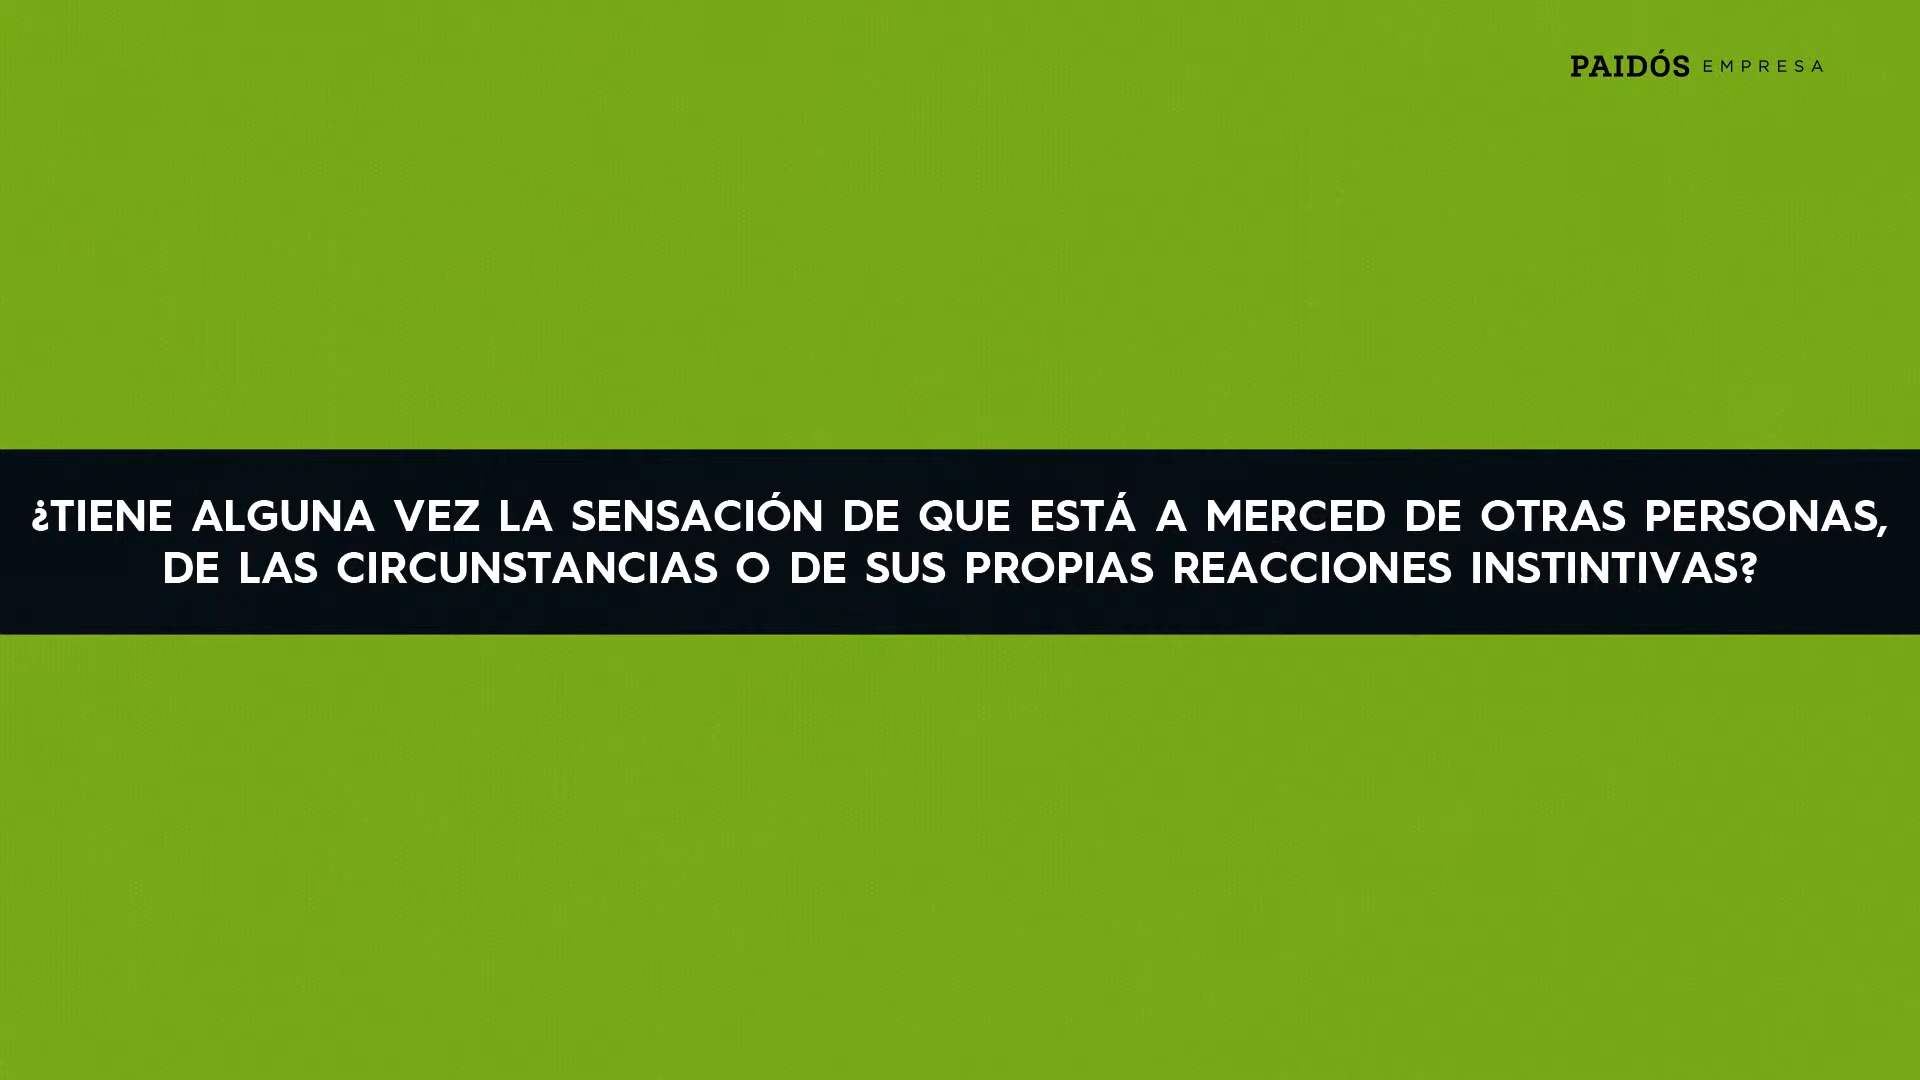 PAIDÓS EMPRESA
¿TIENE ALGUNA VEZ LA SENSACIÓN DE QUE ESTÁ A MERCED DE OTRAS PERSONAS,
DE LAS CIRCUNSTANCIAS O DE SUS PROPIAS REACCIONES INSTINTIVAS?